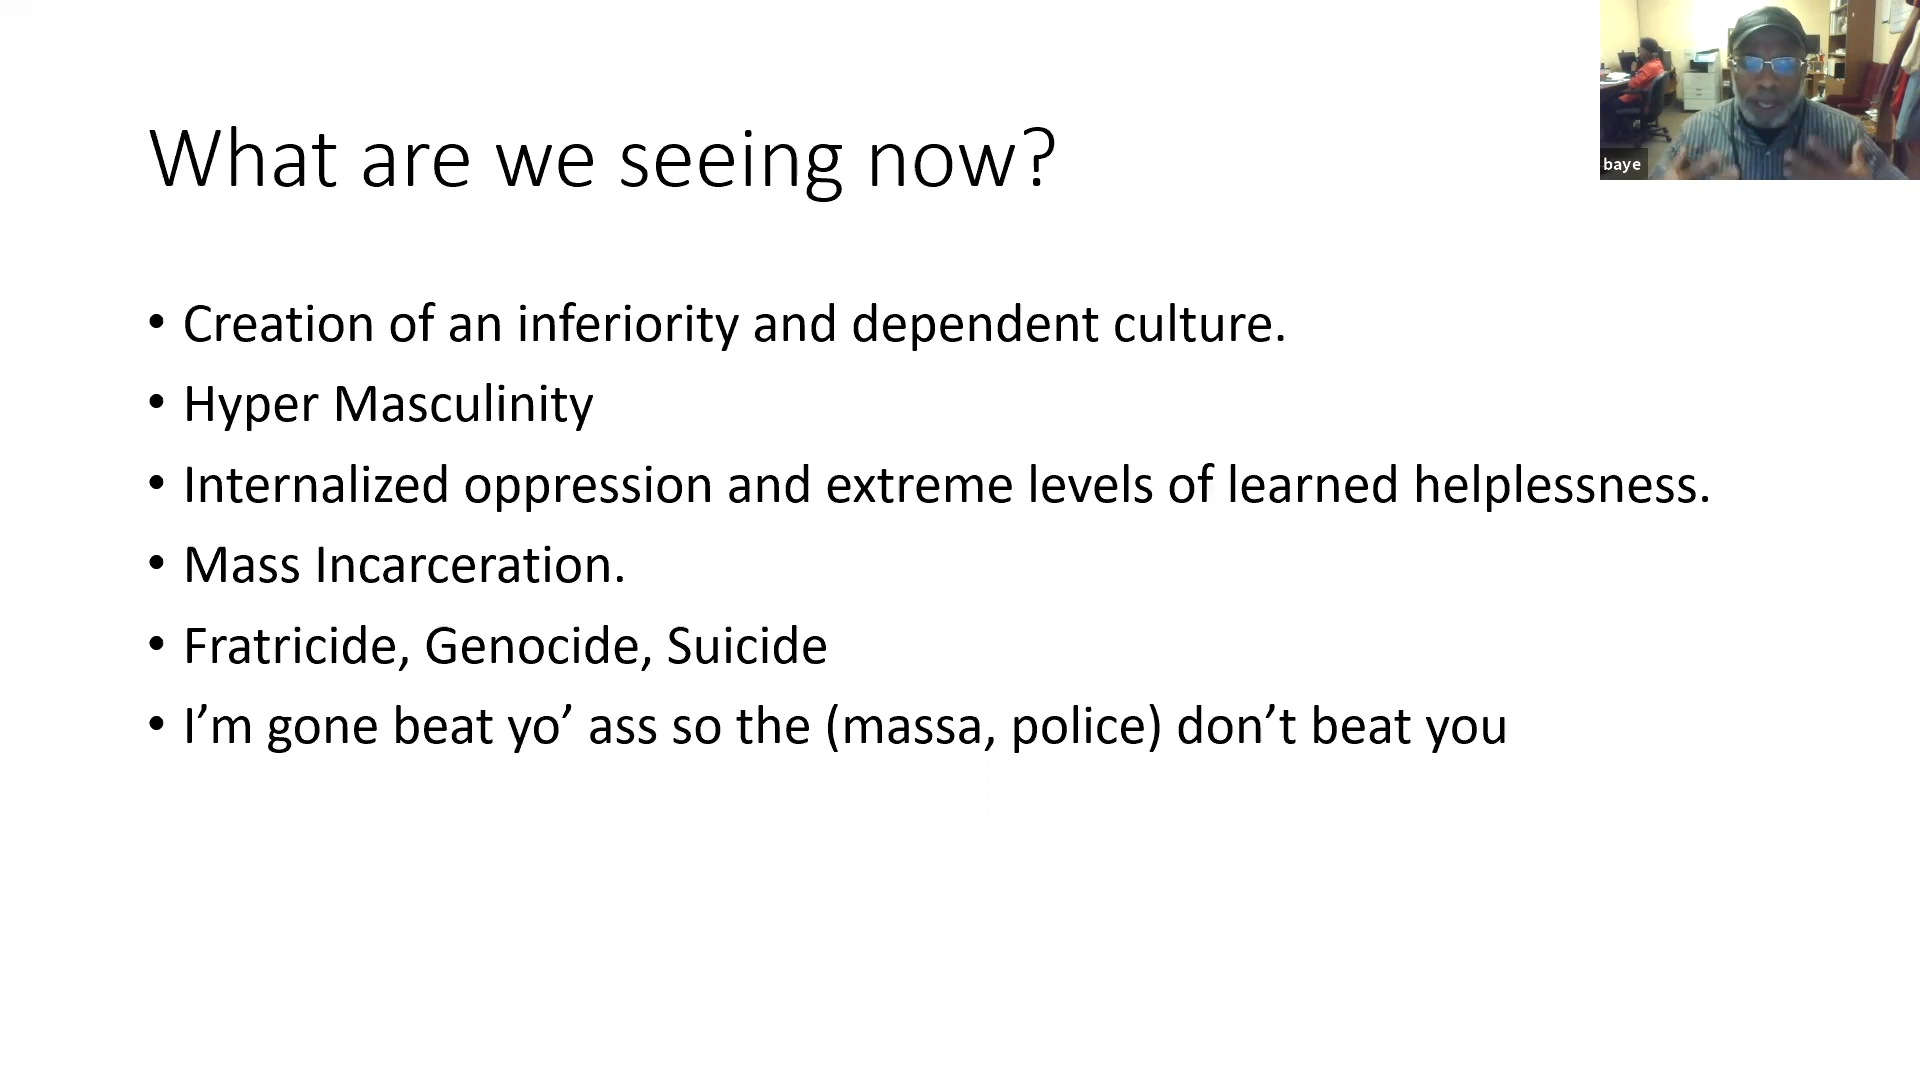 What are we seeing now?
• Creation of an inferiority and dependent culture.
• Hyper Masculinity
• Internalized oppression and extreme levels of learned helplessness.
• Mass Incarceration.
• Fratricide, Genocide, Suicide
• I’m gone beat yo’ ass so the (massa, police) don’t beat you
baye